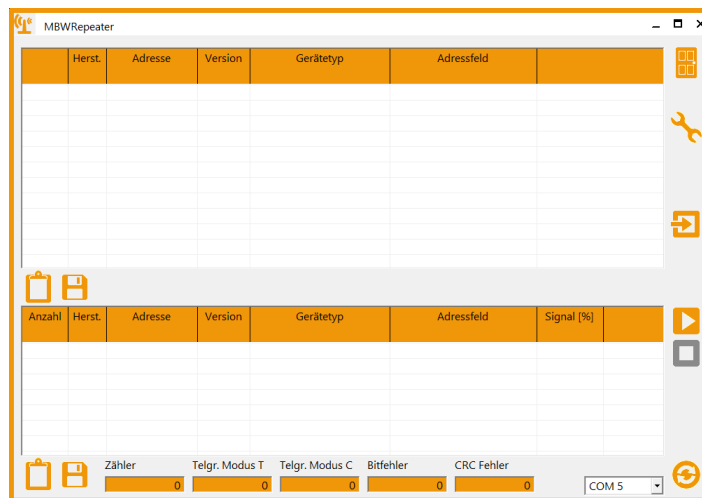 MBWRepeater
Herst. Adresse Version Gerätetyp Adressfeld
Anzahl Herst. Adresse Version Gerätetyp Adressfeld Signal [%]
Zähler Telgr. Modus T Telgr. Modus C Bitfehler CRC Fehler
0 0 0 0 0 COM 5